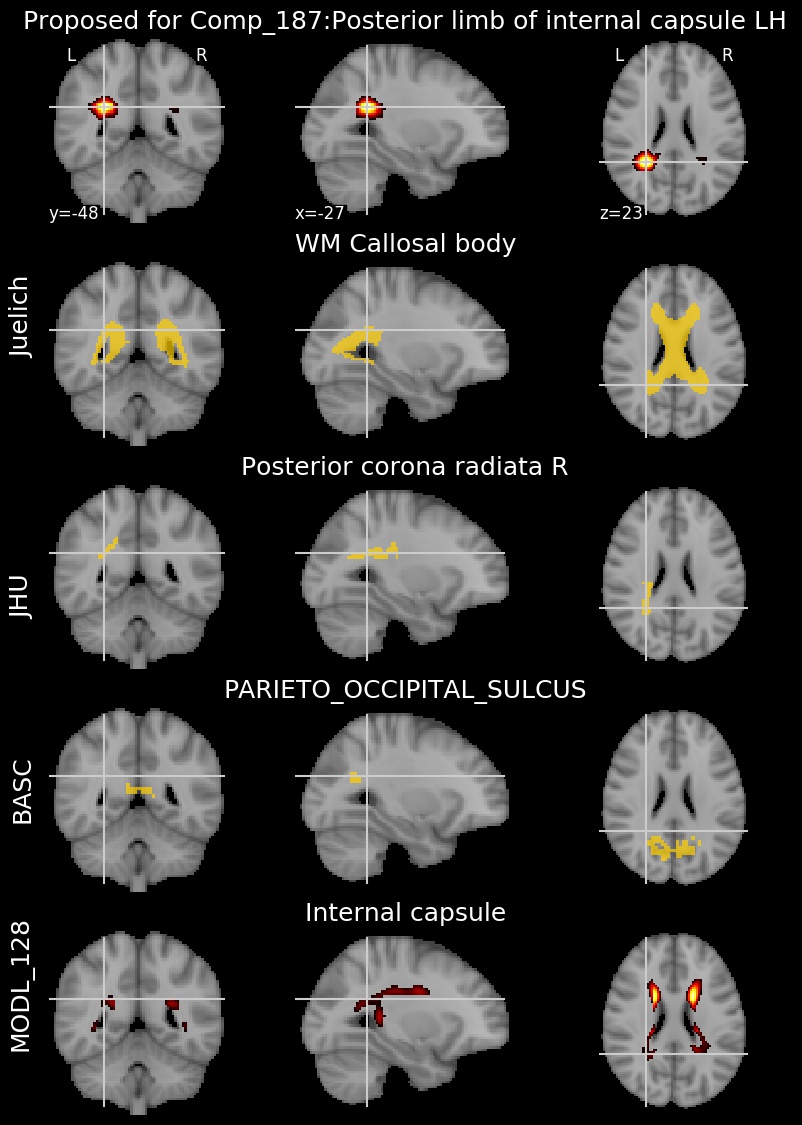 Proposed for Comp_187:Posterior limb of internal capsule LH
L R L R
y=-48 x=-27 z=23
WM Callosal body
Juelich
Posterior corona radiata R
JHU
PARIETO_OCCIPITAL_SULCUS
BASC
Internal capsule
MODL_128